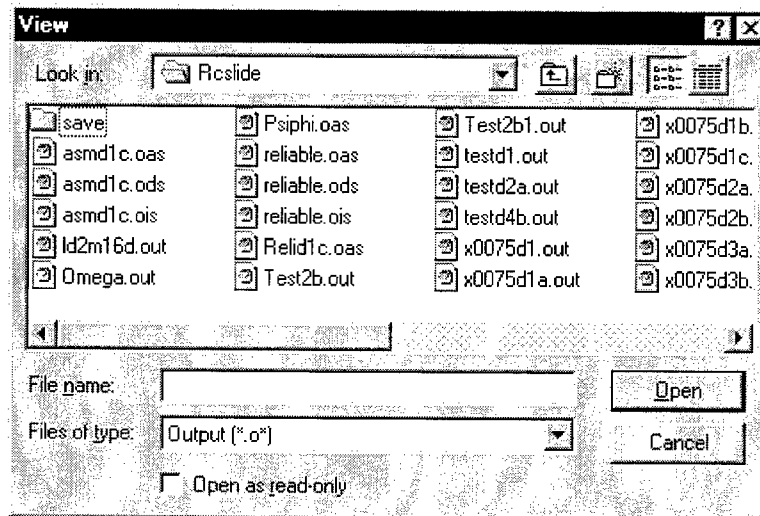 View
Look in: Rcslide
save Psiphi.oas Test2b1.out x0075d1b.
asmd1c.oas reliable.oas testd1.out x0075d1c.
asmd1c.ods reliable.ods testd2a.out x0075d2a.
asmd1c.ois reliable.ois testd4b.out x0075d2b.
ld2m16d.out Relid1c.oas x0075d1.out x0075d3a.
Omega.out Test2b.out x0075d1a.out x0075d3b.
File name: Open
Files of type: Output (*.o*) Cancel
Open as read-only